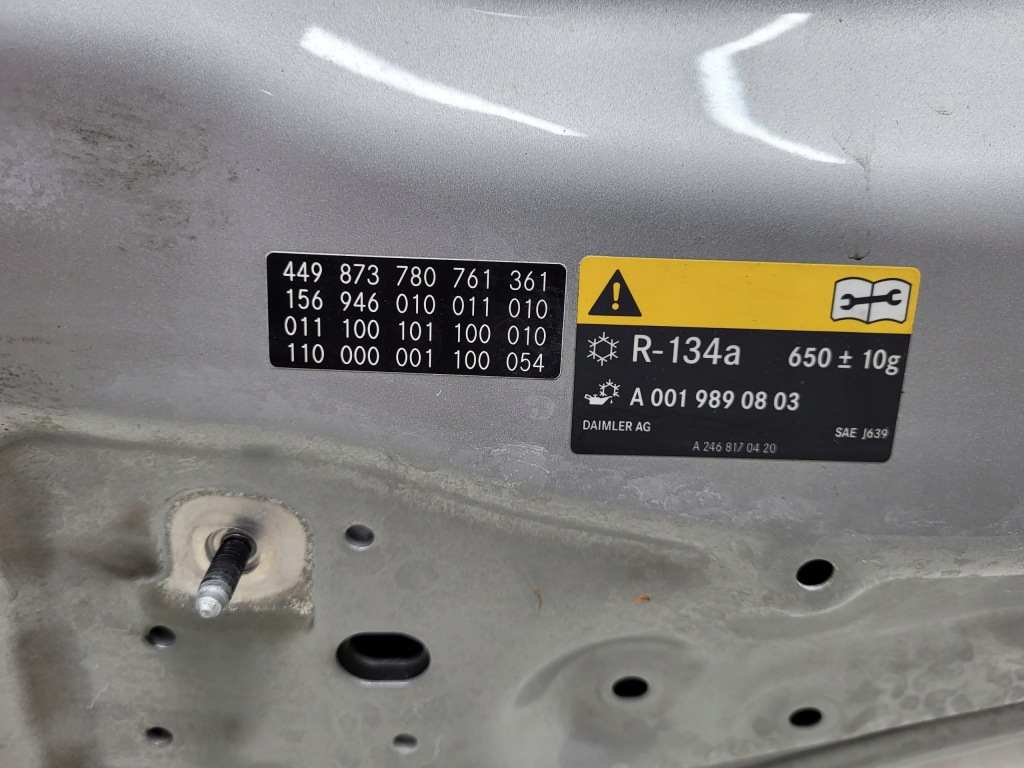 449 873 780 761 361
156 946 010 011 010
011 100 101 100 010
110 000 001 100 054
R-134a 650 ± 10g
A 001 989 08 03
DAIMLER AG SAE J639
A 246 817 04 20